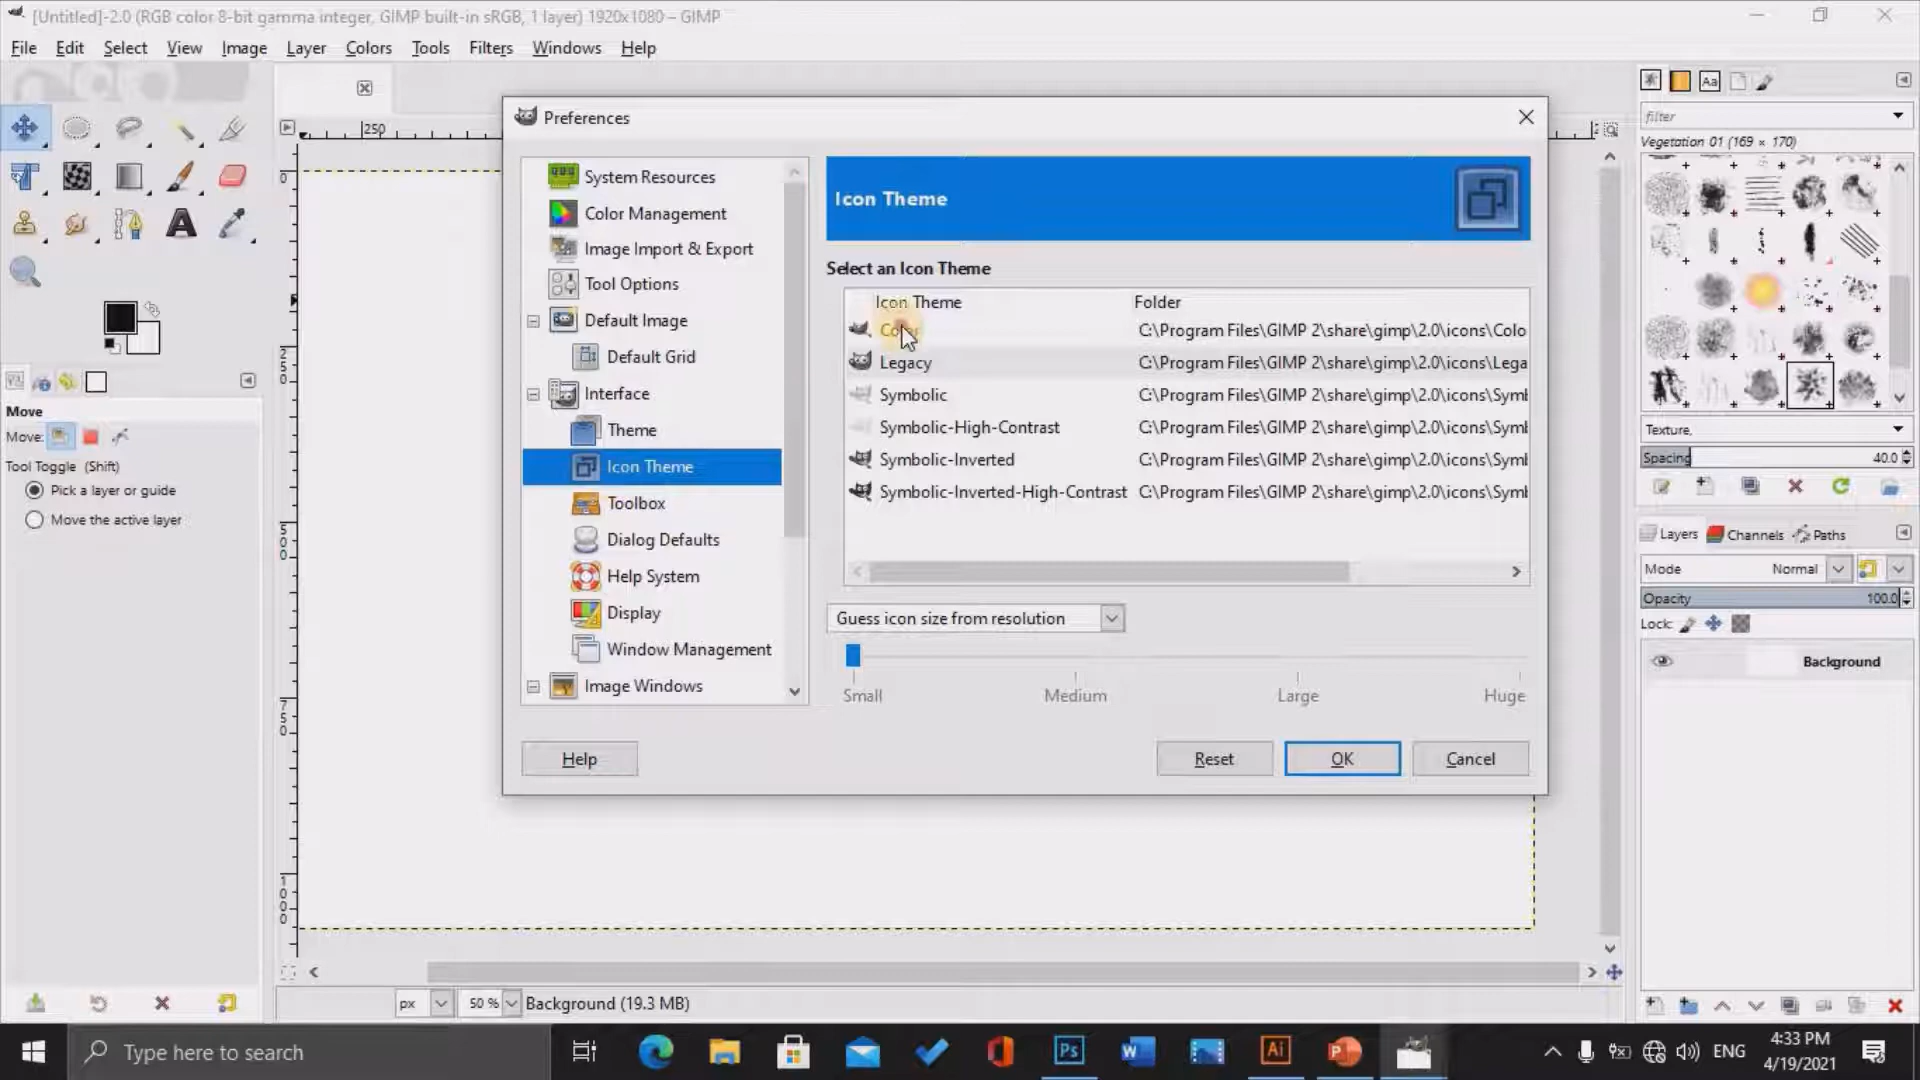 [Untitled]-2.0 (RGB color 8-bit gamma integer, GIMP built-in sRGB, 1 layer) 1920x1080 – GIMP
File Edit Select View Image Layer Colors Tools Filters Windows Help
250
0
250
500
750
1000
Move
Move:
Tool Toggle (Shift)
Pick a layer or guide
Move the active layer
Preferences
System Resources
Color Management
Image Import & Export
Tool Options
Default Image
Default Grid
Interface
Theme
Icon Theme
Toolbox
Dialog Defaults
Help System
Display
Window Management
Image Windows
Icon Theme
Select an Icon Theme
Icon Theme Folder
Color C:\Program Files\GIMP 2\share\gimp\2.0\icons\Colo
Legacy C:\Program Files\GIMP 2\share\gimp\2.0\icons\Lega
Symbolic C:\Program Files\GIMP 2\share\gimp\2.0\icons\Syml
Symbolic-High-Contrast C:\Program Files\GIMP 2\share\gimp\2.0\icons\Syml
Symbolic-Inverted C:\Program Files\GIMP 2\share\gimp\2.0\icons\Syml
Symbolic-Inverted-High-Contrast C:\Program Files\GIMP 2\share\gimp\2.0\icons\Syml
Guess icon size from resolution
Small Medium Large Huge
Help Reset OK Cancel
px 50 % Background (19.3 MB)
Aa
filter
Vegetation 01 (169 × 170)
Texture,
Spacing 40.0
Layers Channels Paths
Mode Normal
Opacity 100.0
Lock:
Background
Type here to search
Ps
W
Ai
P
ENG
4:33 PM
4/19/2021